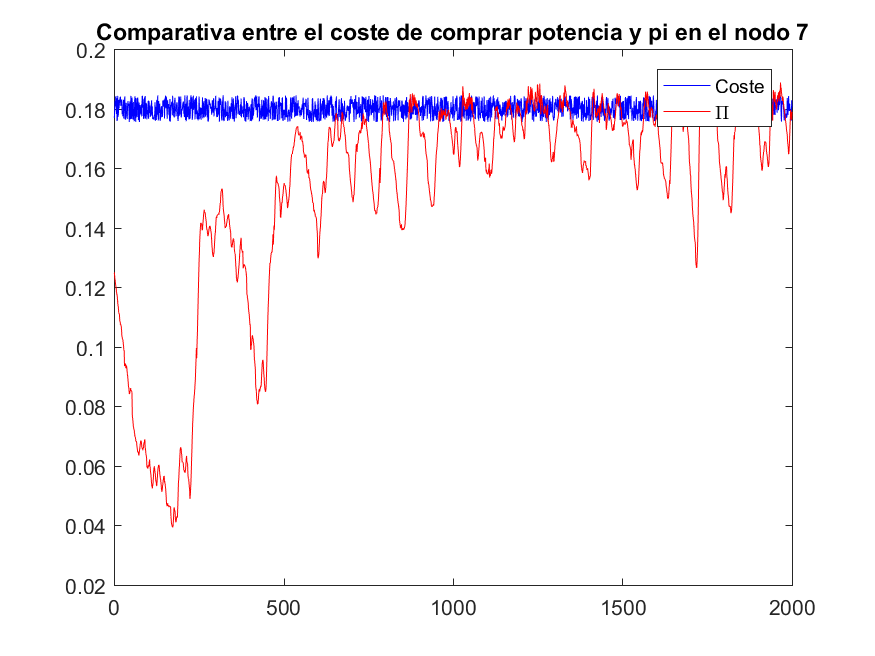 Comparativa entre el coste de comprar potencia y pi en el nodo 7
0.2
0.18
0.16
0.14
0.12
0.1
0.08
0.06
0.04
0.02
0 500 1000 1500 2000
Coste
Π